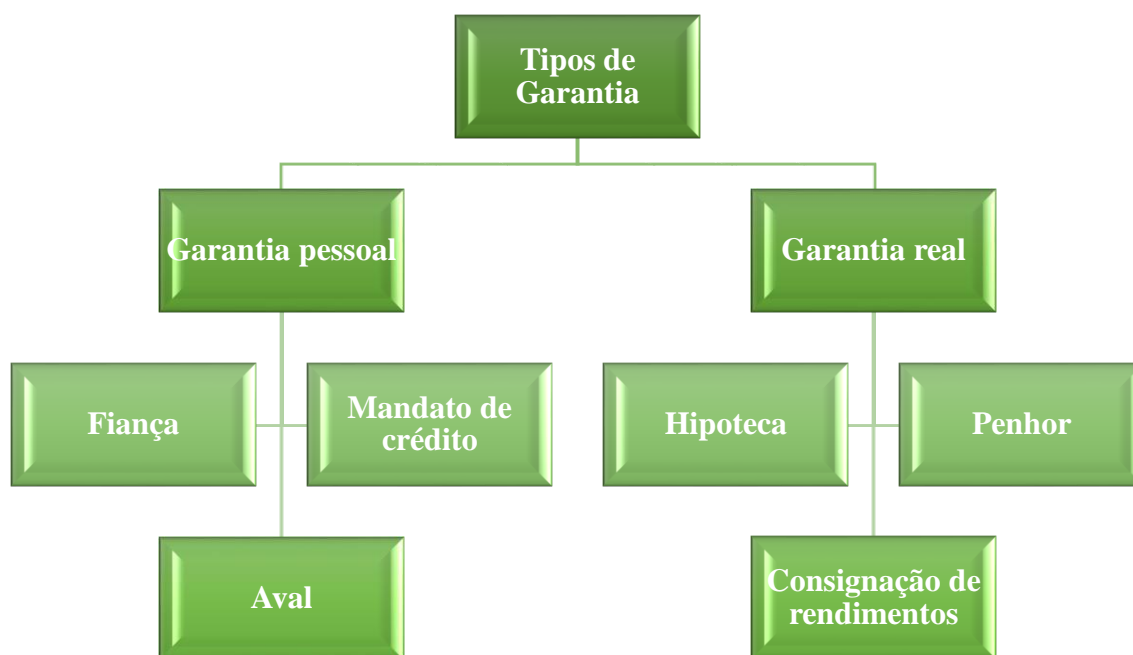 Tipos de
Garantia
Garantia pessoal
Garantia real
Fiança
Mandato de
crédito
Hipoteca
Penhor
Aval
Consignação de
rendimentos